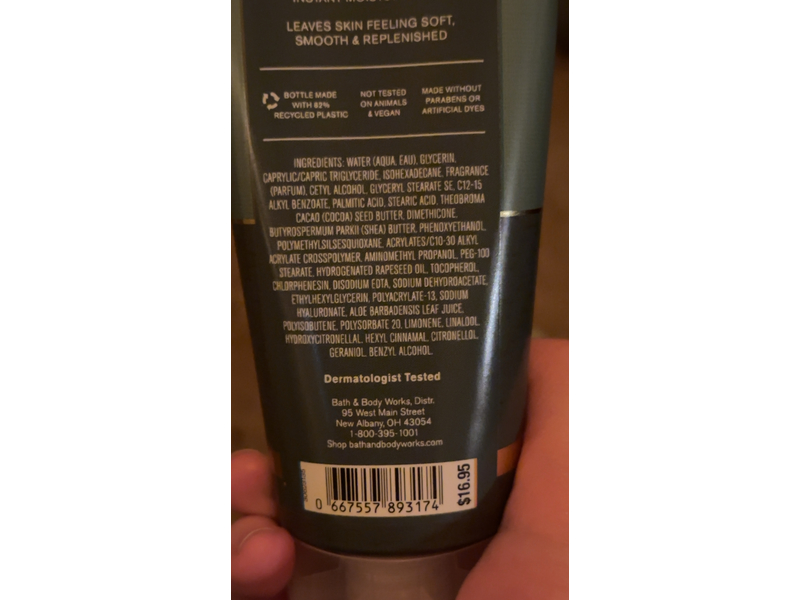 INSTANT
LEAVES SKIN FEELING SOFT,
SMOOTH & REPLENISHED
BOTTLE MADE
WITH 83%
RECYCLED PLASTIC
NOT TESTED
ON ANIMALS
& VEGAN
MADE WITHOUT
PARABENS OR
ARTIFICIAL DYES
INGREDIENTS: WATER (AQUA, EAU), GLYCERIN,
CAPRYLIC/CAPRIC TRIGLYCERIDE, ISOHEXADECANE, FRAGRANCE
(PARFUM), CETYL ALCOHOL, GLYCERYL STEARATE SE, C12-15
ALKYL BENZOATE, PALMITIC ACID, STEARIC ACID, THEOBROMA
CACAO (COCOA) SEED BUTTER, DIMETHICONE,
BUTYROSPERMUM PARKII (SHEA) BUTTER, PHENOXYETHANOL,
POLYMETHYLSILSESQUIOXANE, ACRYLATES/C10-30 ALKYL
ACRYLATE CROSSPOLYMER, AMINOMETHYL PROPANOL, PEG-100
STEARATE, HYDROGENATED RAPESEED OIL, TOCOPHEROL,
CHLORPHENESIN, DISODIUM EDTA, SODIUM DEHYDROACETATE,
ETHYLHEXYLGLYCERIN, POLYACRYLATE-13, SODIUM
HYALURONATE, ALOE BARBADENSIS LEAF JUICE,
POLYISOBUTENE, POLYSORBATE 20, LIMONENE, LINALOOL,
HYDROXYCITRONELLAL, HEXYL CINNAMAL, CITRONELLOL,
GERANIOL, BENZYL ALCOHOL.
Dermatologist Tested
Bath & Body Works, Distr.
95 West Main Street
New Albany, OH 43054
1-800-395-1001
Shop bathandbodyworks.com
0 667557 893174
$16.95